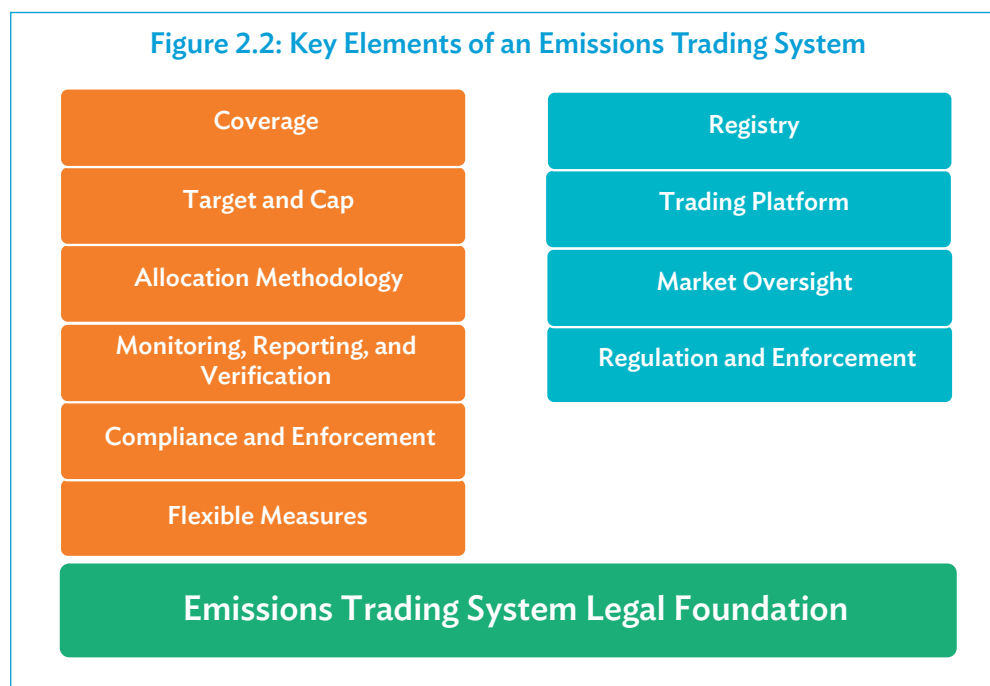 Figure 2.2: Key Elements of an Emissions Trading System
Coverage
Target and Cap
Allocation Methodology
Monitoring, Reporting, and
Verification
Compliance and Enforcement
Flexible Measures
Registry
Trading Platform
Market Oversight
Regulation and Enforcement
Emissions Trading System Legal Foundation